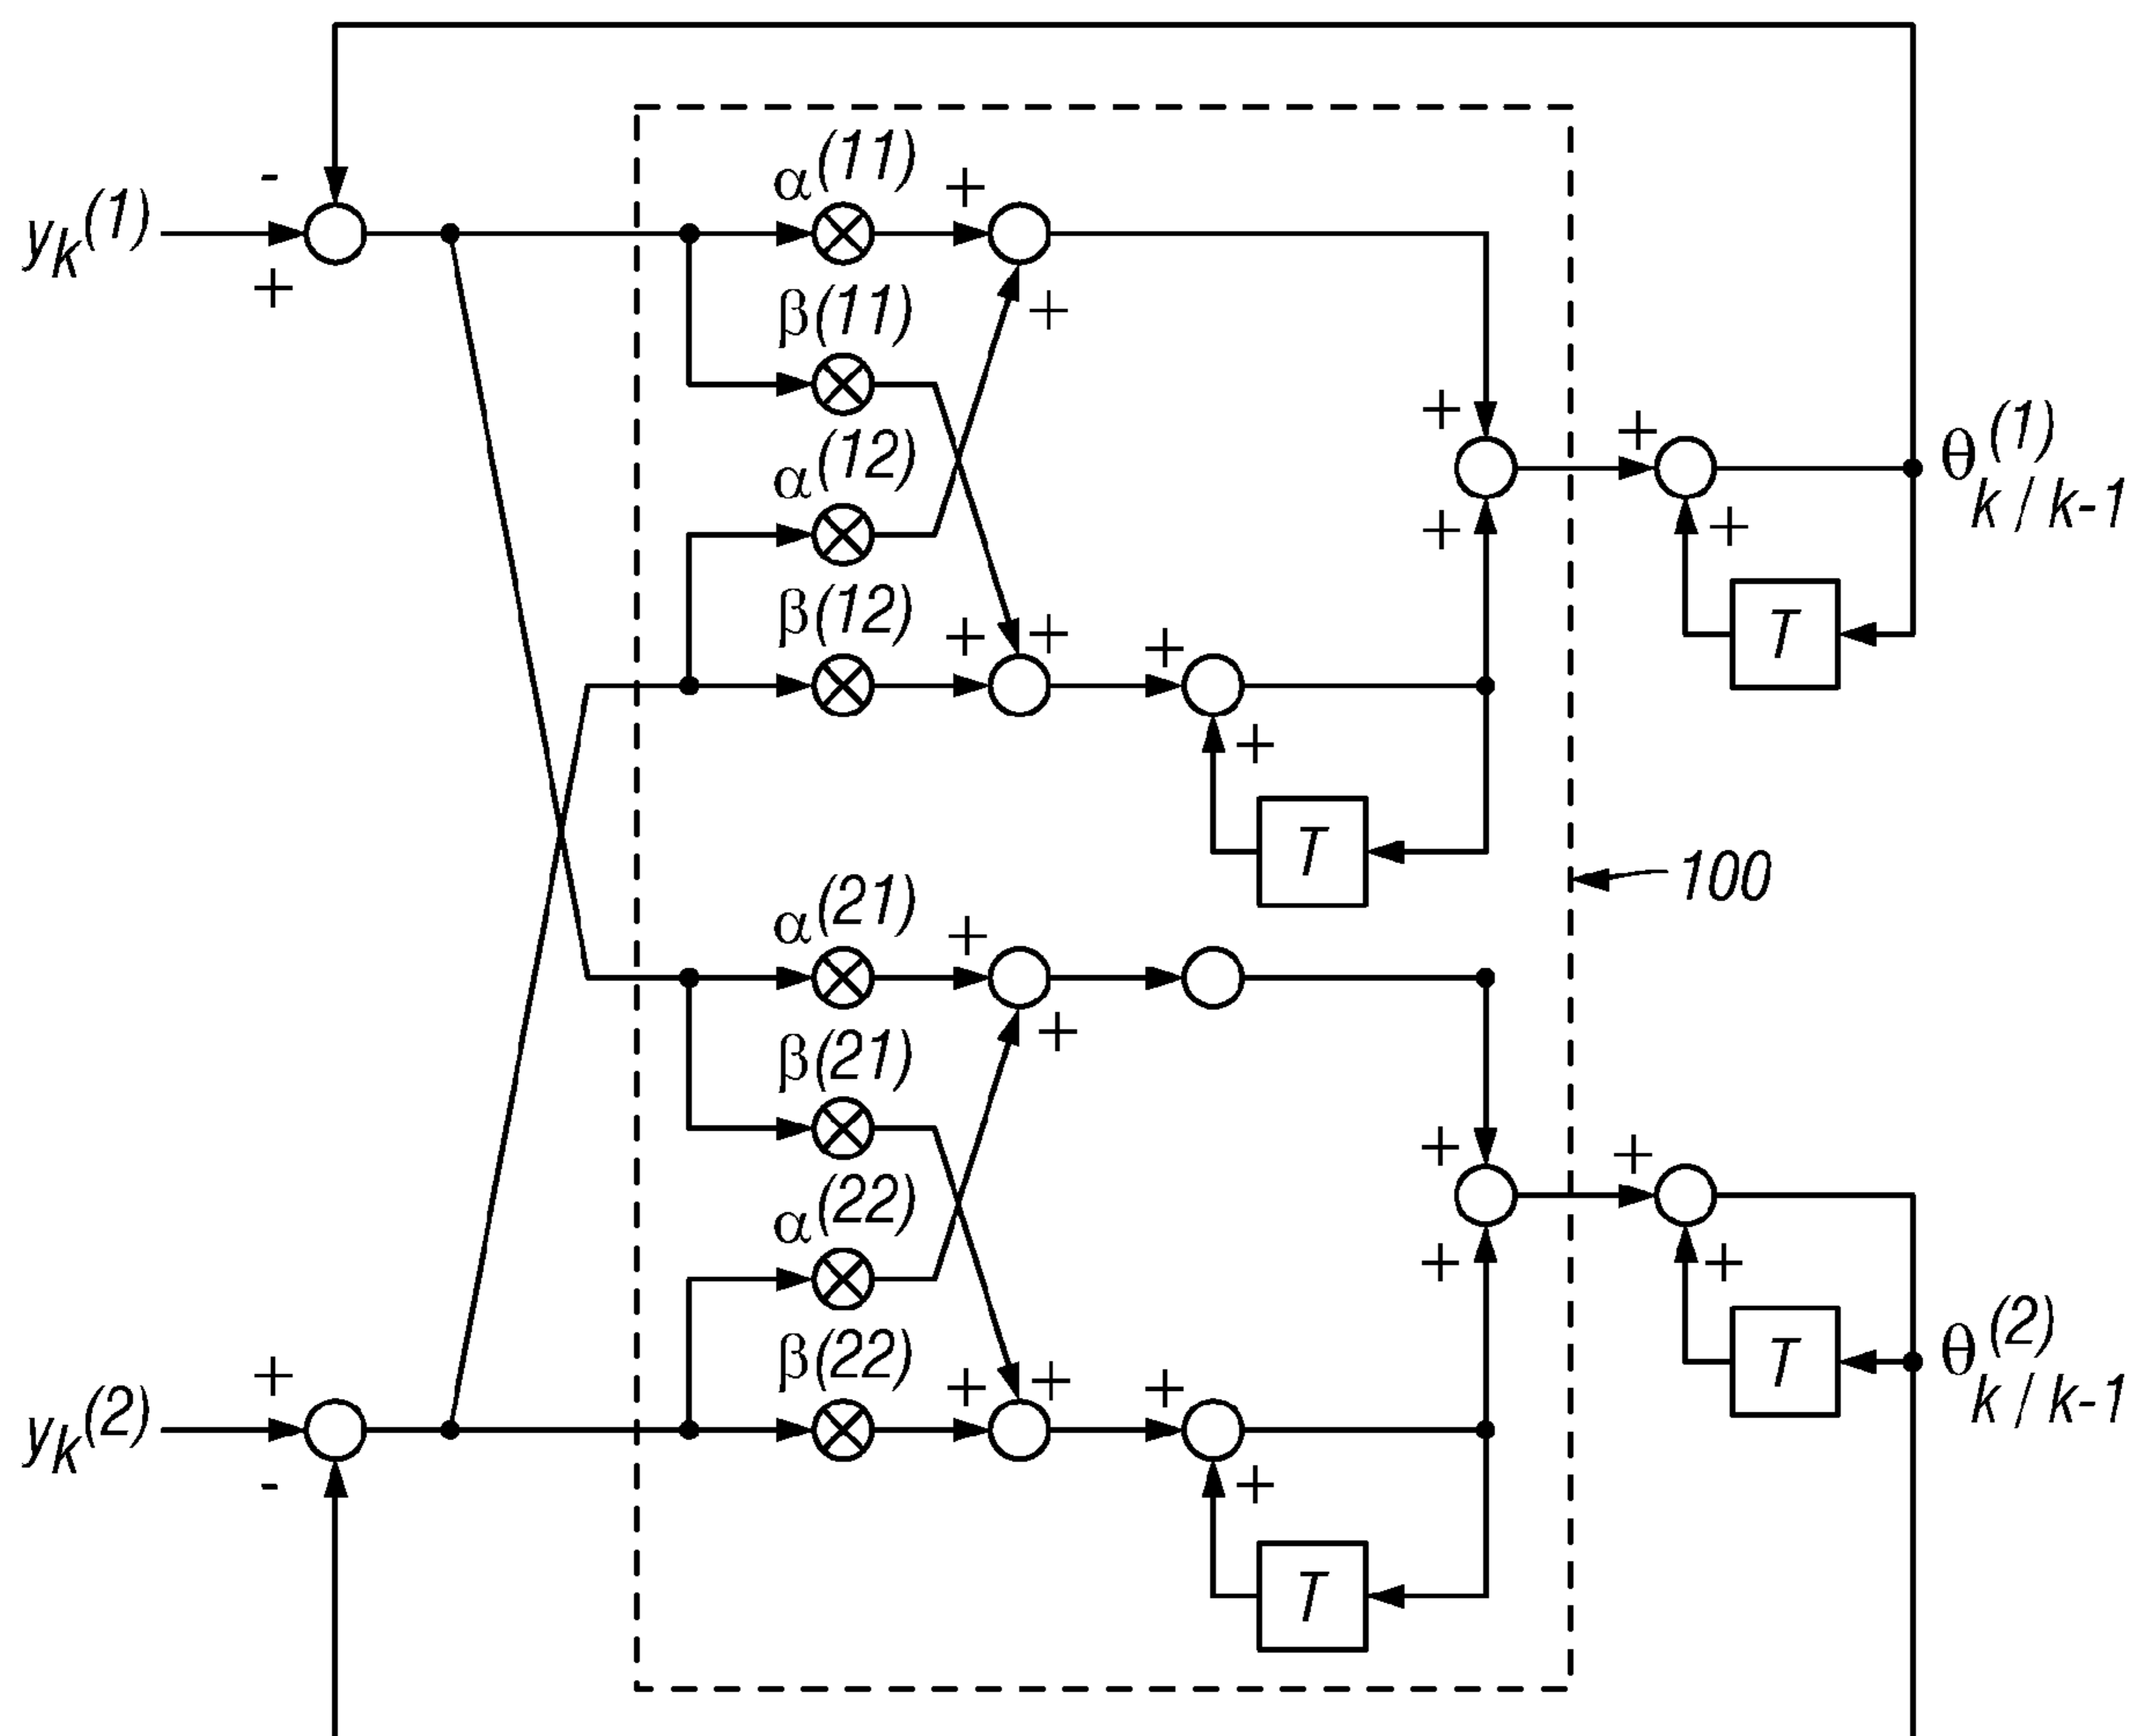 α(11)
-
+
yk(1)
+
β(11)
+
α(12)
+
+
θ(1)
k/k-1
+
+
T
β(12)
+
+
+
+
T
100
α(21)
+
+
β(21)
+
+
α(22)
+
+
T
θ(2)
k/k-1
β(22)
+
+
+
+
yk(2)
-
+
T